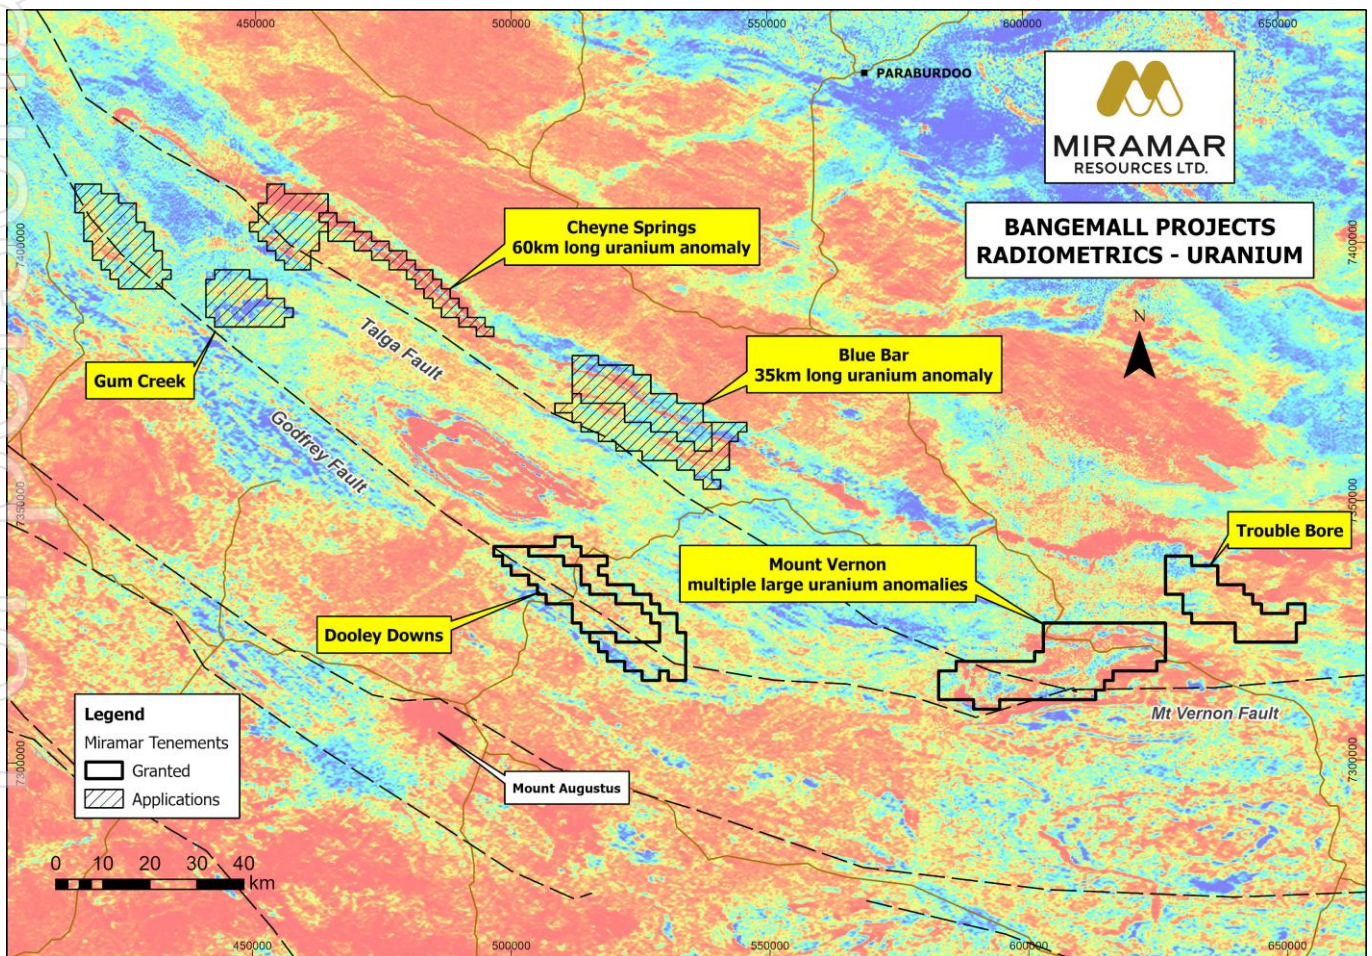 450000
500000
550000
600000
650000
PARABURDOO
MIRAMAR
RESOURCES LTD.
BANGEMALL PROJECTS
RADIOMETRICS - URANIUM
Cheyne Springs
60km long uranium anomaly
7400000
7400000
N
Talga Fault
Blue Bar
35km long uranium anomaly
Gum Creek
Godfrey Fault
7350000
7350000
Trouble Bore
Mount Vernon
multiple large uranium anomalies
Dooley Downs
Mt Vernon Fault
Legend
Miramar Tenements
Granted
Applications
7300000
7300000
Mount Augustus
0 10 20 30 40
km
450000
500000
550000
600000
650000